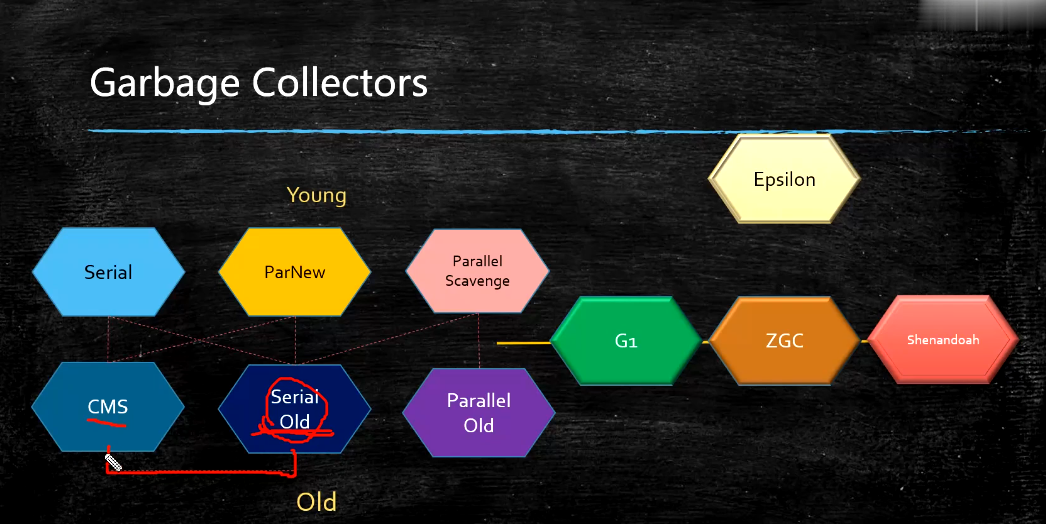 Garbage Collectors
Epsilon
Young
Serial
ParNew
Parallel
Scavenge
G1
ZGC
Shenandoah
CMS
Serial
Old
Parallel
Old
Old